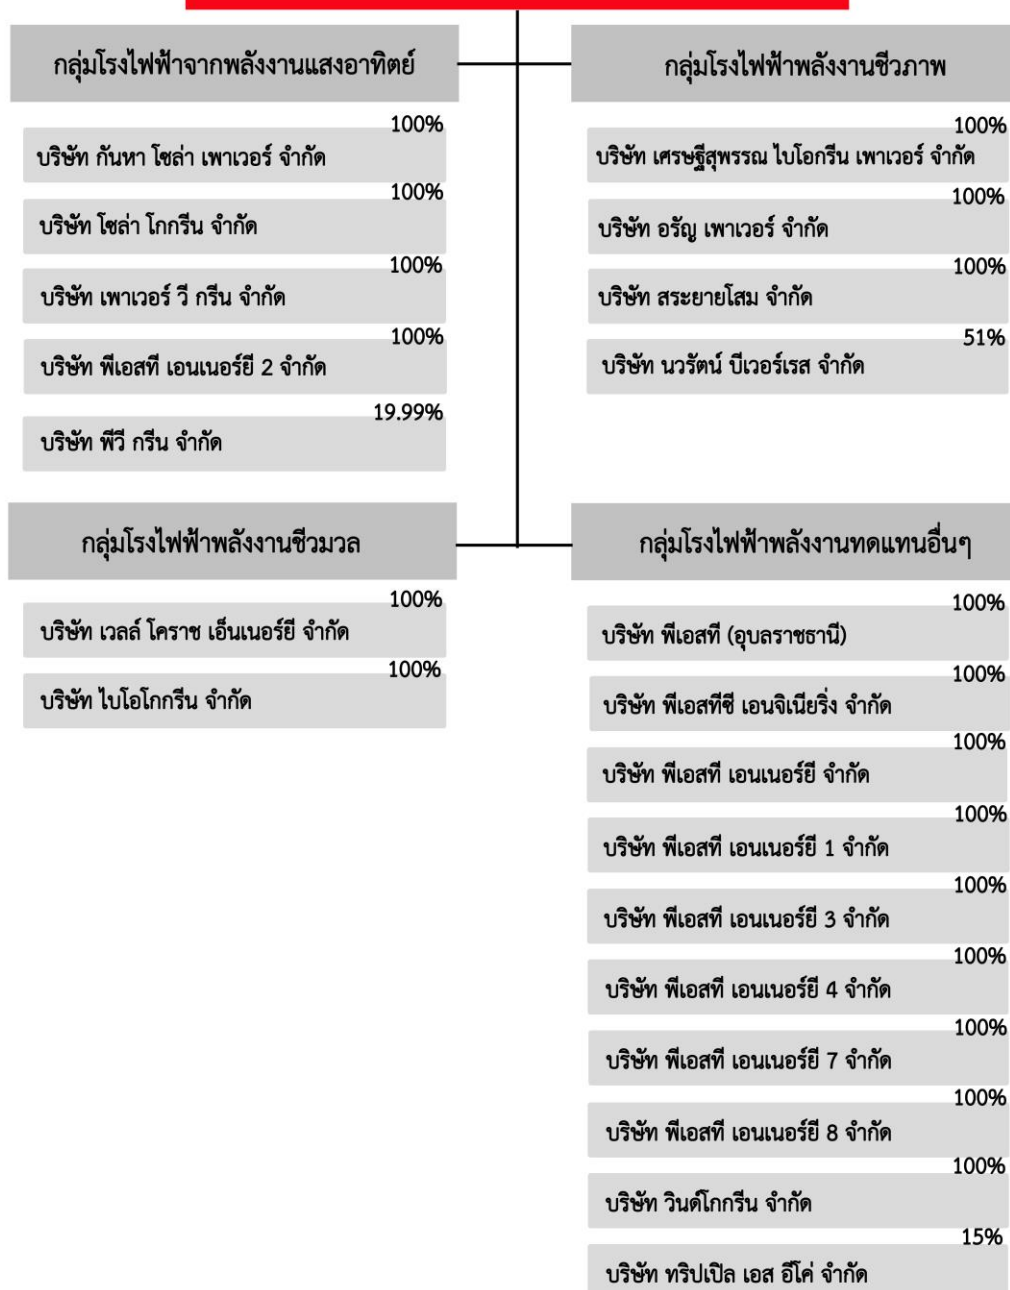 กลุ่มโรงไฟฟ้าจากพลังงานแสงอาทิตย์
100%
บริษัท กันหา โซล่า เพาเวอร์ จำกัด
100%
บริษัท โซล่า โกกรีน จำกัด
100%
บริษัท เพาเวอร์ วี กรีน จำกัด
100%
บริษัท พีเอสที เอนเนอร์ยี 2 จำกัด
19.99%
บริษัท พีวี กรีน จำกัด
กลุ่มโรงไฟฟ้าพลังงานชีวภาพ
100%
บริษัท เศรษฐีสุพรรณ ไบโอกรีน เพาเวอร์ จำกัด
100%
บริษัท อรัญ เพาเวอร์ จำกัด
100%
บริษัท สระยายโสม จำกัด
51%
บริษัท นวรัตน์ บีเวอร์เรส จำกัด
กลุ่มโรงไฟฟ้าพลังงานชีวมวล
100%
บริษัท เวลล์ โคราช เอ็นเนอร์ยี จำกัด
100%
บริษัท ไบโอโกกรีน จำกัด
กลุ่มโรงไฟฟ้าพลังงานทดแทนอื่นๆ
100%
บริษัท พีเอสที (อุบลราชธานี)
100%
บริษัท พีเอสทีซี เอนจิเนียริ่ง จำกัด
100%
บริษัท พีเอสที เอนเนอร์ยี จำกัด
100%
บริษัท พีเอสที เอนเนอร์ยี 1 จำกัด
100%
บริษัท พีเอสที เอนเนอร์ยี 3 จำกัด
100%
บริษัท พีเอสที เอนเนอร์ยี 4 จำกัด
100%
บริษัท พีเอสที เอนเนอร์ยี 7 จำกัด
100%
บริษัท พีเอสที เอนเนอร์ยี 8 จำกัด
100%
บริษัท วินด์โกกรีน จำกัด
15%
บริษัท ทริปเปิล เอส อีโค่ จำกัด